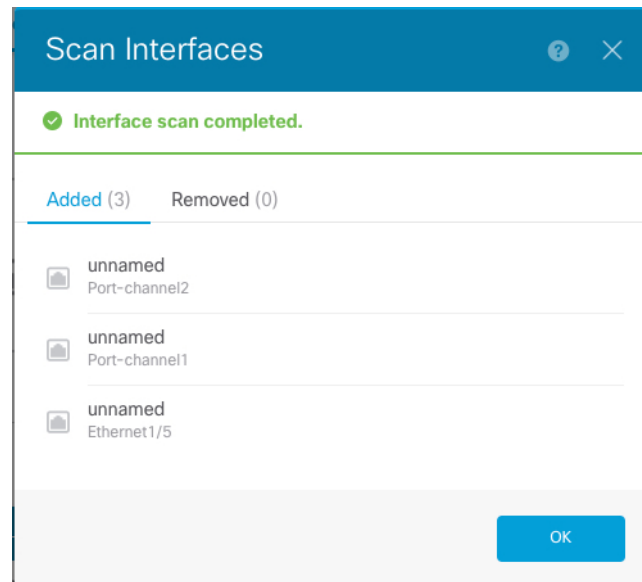 Scan Interfaces
Interface scan completed.
Added (3) Removed (0)
unnamed
Port-channel2
unnamed
Port-channel1
unnamed
Ethernet1/5
OK